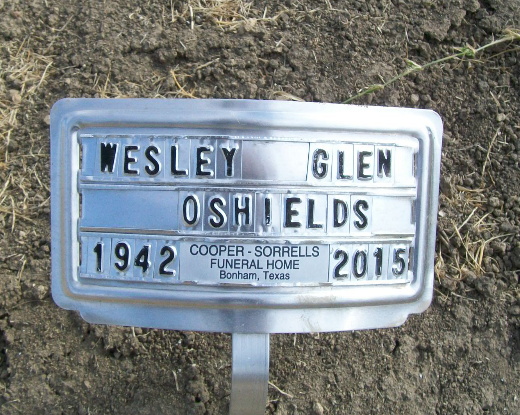 WESLEY GLEN
OSHIELDS
1942 COOPER - SORRELLS 2015
FUNERAL HOME
Bonham, Texas